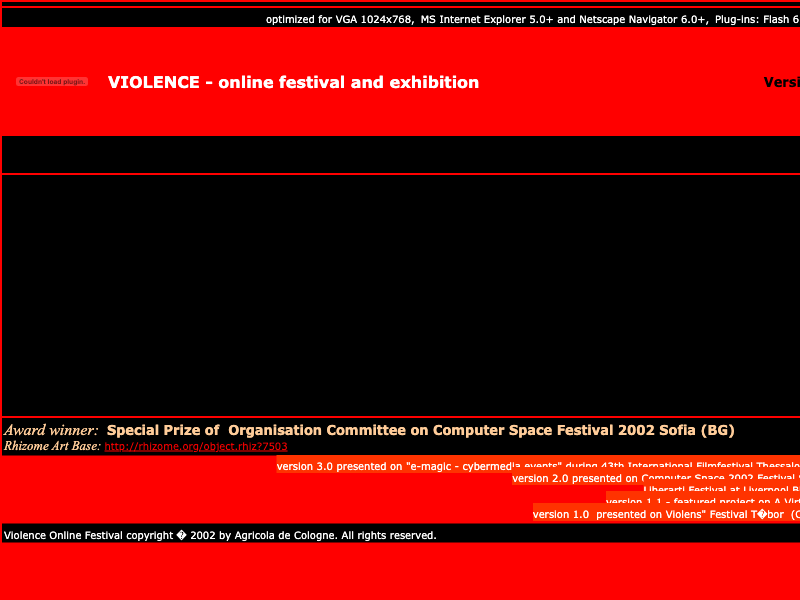 optimized for VGA 1024x768, MS Internet Explorer 5.0+ and Netscape Navigator 6.0+, Plug-ins: Flash 6
Couldn't load plugin.
VIOLENCE - online festival and exhibition
Versi
Award winner: Special Prize of Organisation Committee on Computer Space Festival 2002 Sofia (BG)
Rhizome Art Base: http://rhizome.org/object.rhiz?7503
version 3.0 presented on "e-magic - cybermedia events" during 43th International Filmfestival Thessalo
version 2.0 presented on Computer Space 2002 Festival
Liberarti Festival at Liverpool B
version 1.1 - featured project on A Virt
version 1.0 presented on Violens" Festival T�bor (C
Violence Online Festival copyright � 2002 by Agricola de Cologne. All rights reserved.